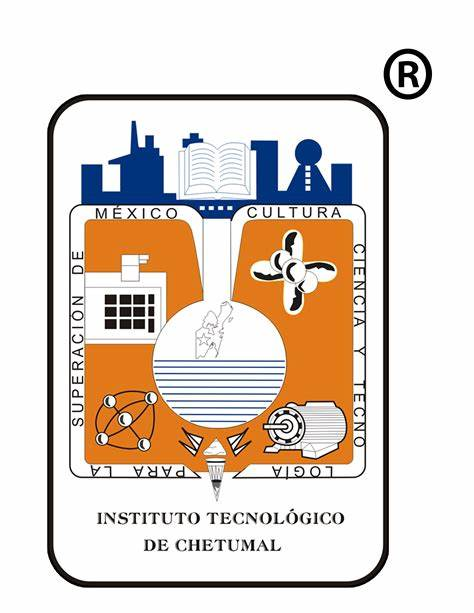 ®
MÉXICO
CULTURA
CIENCIA Y TECNO
LOGÍA
PARA LA
SUPERACION DE
INSTITUTO TECNOLÓGICO
DE CHETUMAL